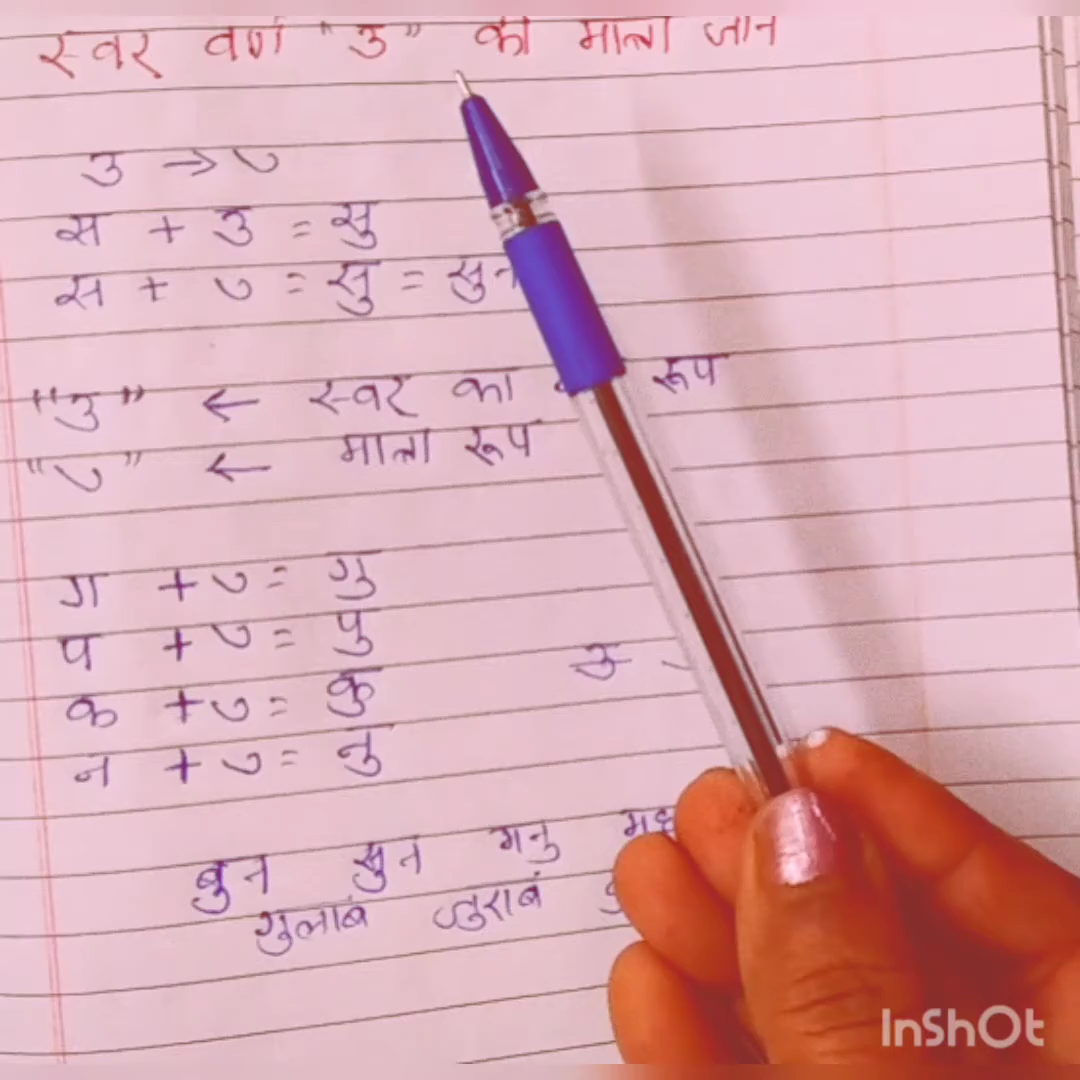 स्वर वर्ण "उ" की मात्रा जान
उ → ु
स + उ = सु
स + ु = सु = सुन
"उ" ← स्वर का रूप
"ु" ← मात्रा रूप
ग + ु = गु
प + ु = पु
क + ु = कु
न + ु = नु
उ ु
बुन सुन मनु
गुलाब जुराब
InShOt